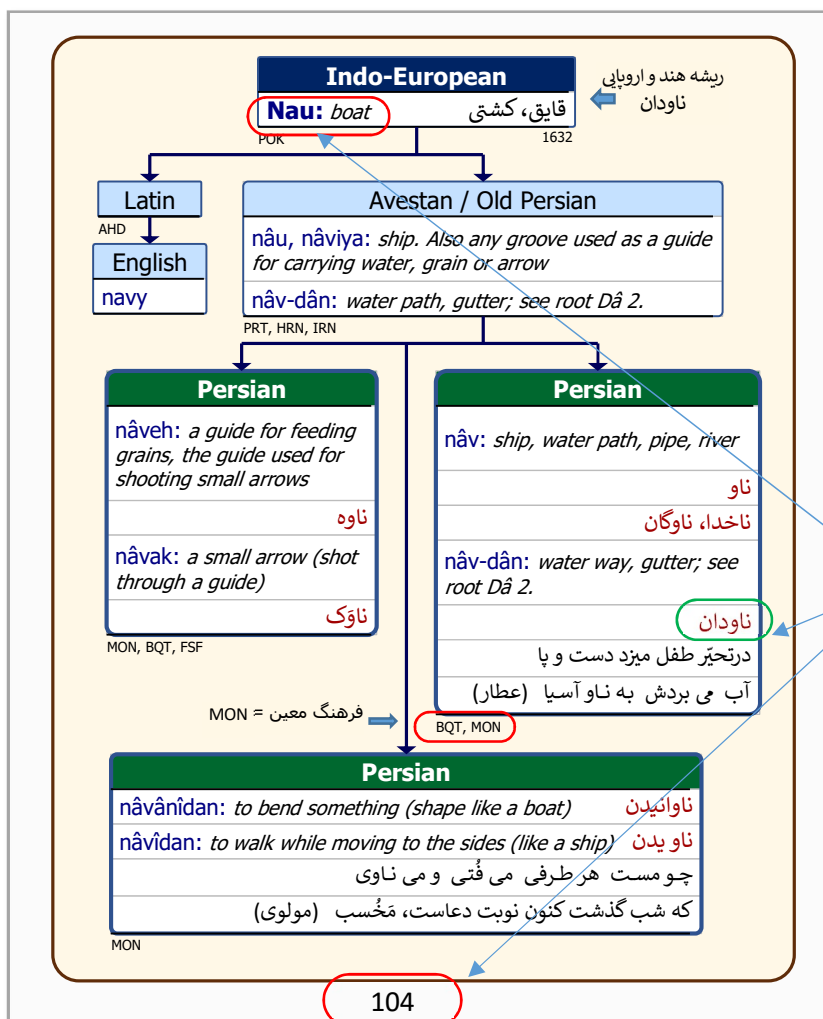 Indo-European
Nau: boat قایق، کشتی
POK 1632
ریشه هند و اروپایی
ناودان
Latin
AHD
English
navy
Avestan / Old Persian
nâu, nâviya: ship. Also any groove used as a guide
for carrying water, grain or arrow
nâv-dân: water path, gutter; see root Dâ 2.
PRT, HRN, IRN
Persian
nâveh: a guide for feeding
grains, the guide used for
shooting small arrows
ناوه
nâvak: a small arrow (shot
through a guide)
ناوَک
MON, BQT, FSF
Persian
nâv: ship, water path, pipe, river
ناو
ناخدا، ناوگان
nâv-dân: water way, gutter; see
root Dâ 2.
ناودان
درتحیّر طفل میزد دست و پا
آب می بردش به ناو آسیا (عطار)
BQT, MON
فرهنگ معین = MON
Persian
nâvânîdan: to bend something (shape like a boat) ناوانیدن
nâvîdan: to walk while moving to the sides (like a ship) ناویدن
چو مست هر طرفی می فُتی و می ناوی
که شب گذشت کنون نوبت دعاست، مَخُسب (مولوی)
MON
104